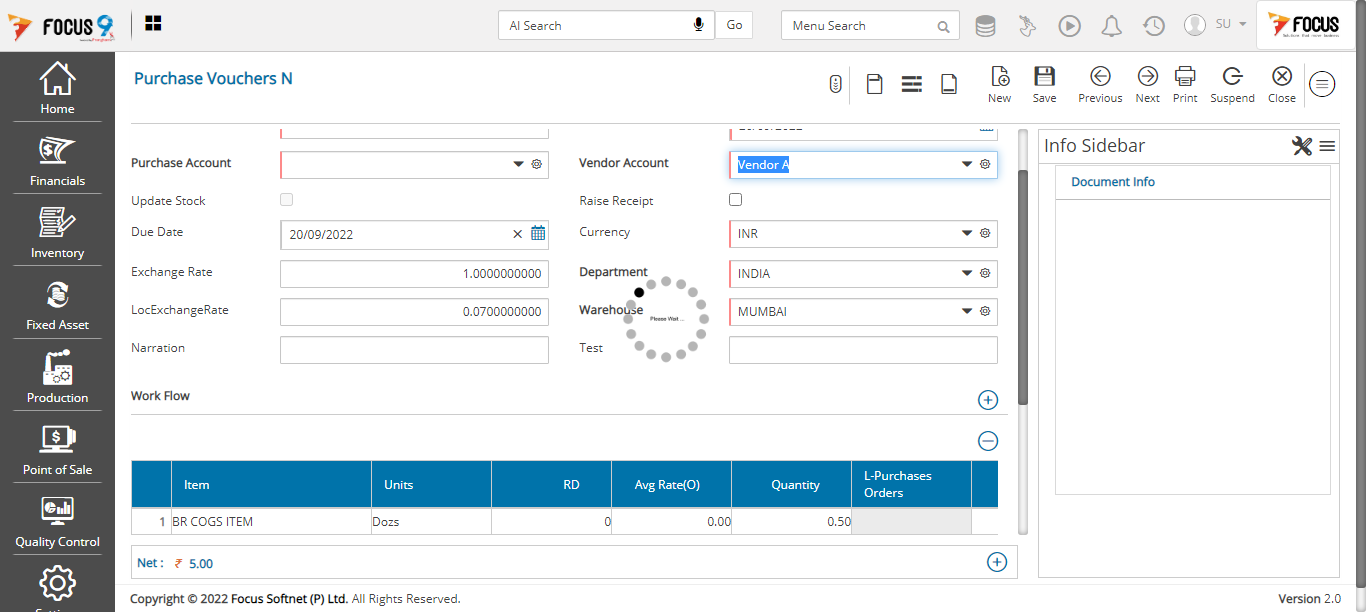 FOCUS 9
AI Search
Go
Menu Search
SU
FOCUS
Home
Financials
Inventory
Fixed Asset
Production
Point of Sale
Quality Control
Purchase Vouchers N
New
Save
Previous
Next
Print
Suspend
Close
Purchase Account
Vendor Account
Vendor A
Update Stock
Raise Receipt
Due Date
20/09/2022
Currency
INR
Exchange Rate
1.0000000000
Department
INDIA
LocExchangeRate
0.0700000000
Warehouse
MUMBAI
Please Wait ...
Narration
Test
Work Flow
Item
Units
RD
Avg Rate(O)
Quantity
L-Purchases
Orders
1
BR COGS ITEM
Dozs
0
0.00
0.50
Net : ₹ 5.00
Info Sidebar
Document Info
Copyright © 2022 Focus Softnet (P) Ltd. All Rights Reserved.
Version 2.0